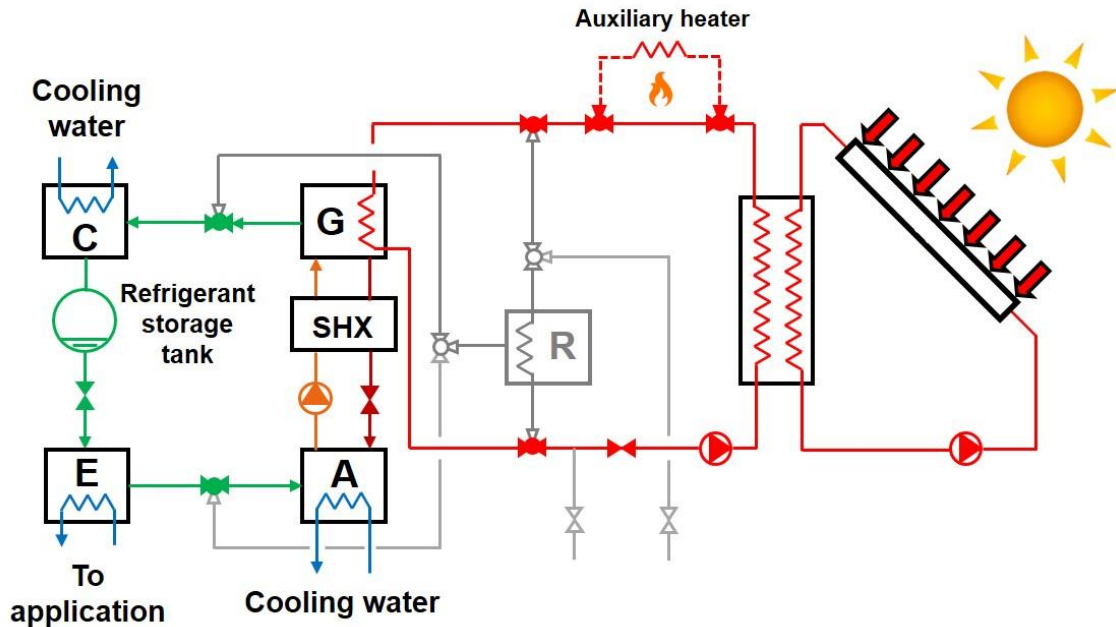 Auxiliary heater
Cooling
water
C
G
Refrigerant
storage
tank
SHX
R
E
A
To
application
Cooling water